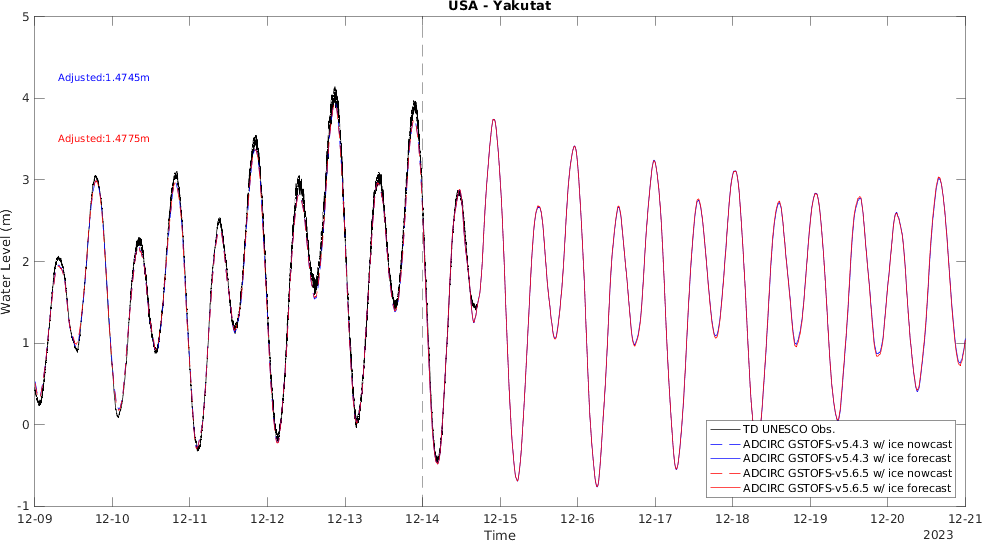 USA - Yakutat
5
4
3
2
1
0
-1
Water Level (m)
Adjusted:1.4745m
Adjusted:1.4775m
TD UNESCO Obs.
ADCIRC GSTOFS-v5.4.3 w/ ice nowcast
ADCIRC GSTOFS-v5.4.3 w/ ice forecast
ADCIRC GSTOFS-v5.6.5 w/ ice nowcast
ADCIRC GSTOFS-v5.6.5 w/ ice forecast
12-09 12-10 12-11 12-12 12-13 12-14 12-15 12-16 12-17 12-18 12-19 12-20 12-21
Time
2023